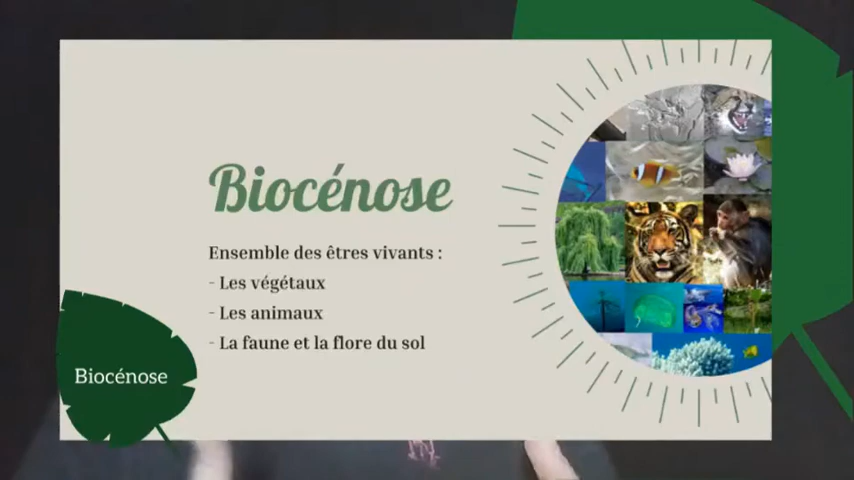 Biocénose
Ensemble des êtres vivants :
- Les végétaux
- Les animaux
- La faune et la flore du sol
Biocénose